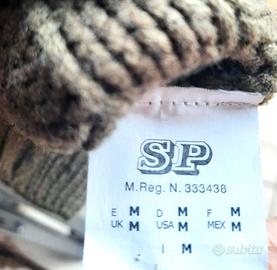 SP
M.Reg. N. 333438
E M D M F M
UK M USA M MEX M
I M
subito